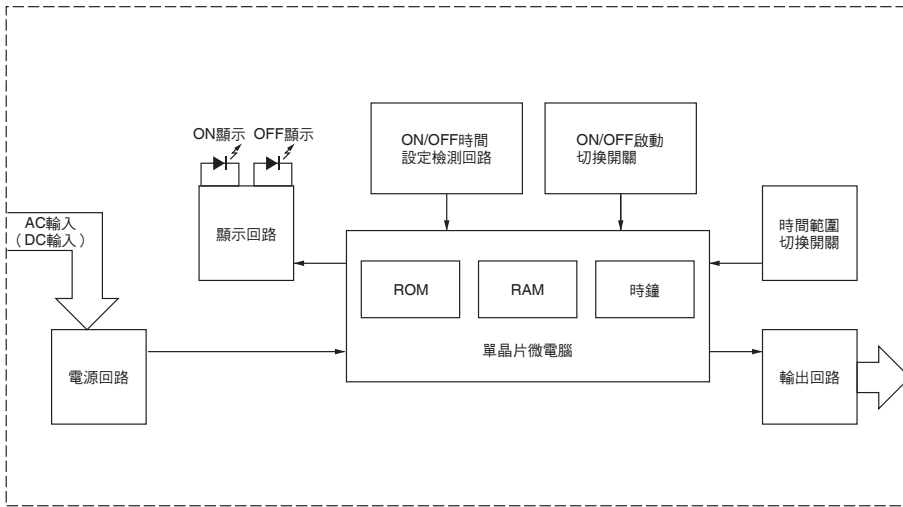 ON顯示
OFF顯示
ON/OFF時間
設定檢測回路
ON/OFF啟動
切換開關
AC輸入
（DC輸入）
顯示回路
時間範圍
切換開關
ROM
RAM
時鐘
單晶片微電腦
電源回路
輸出回路